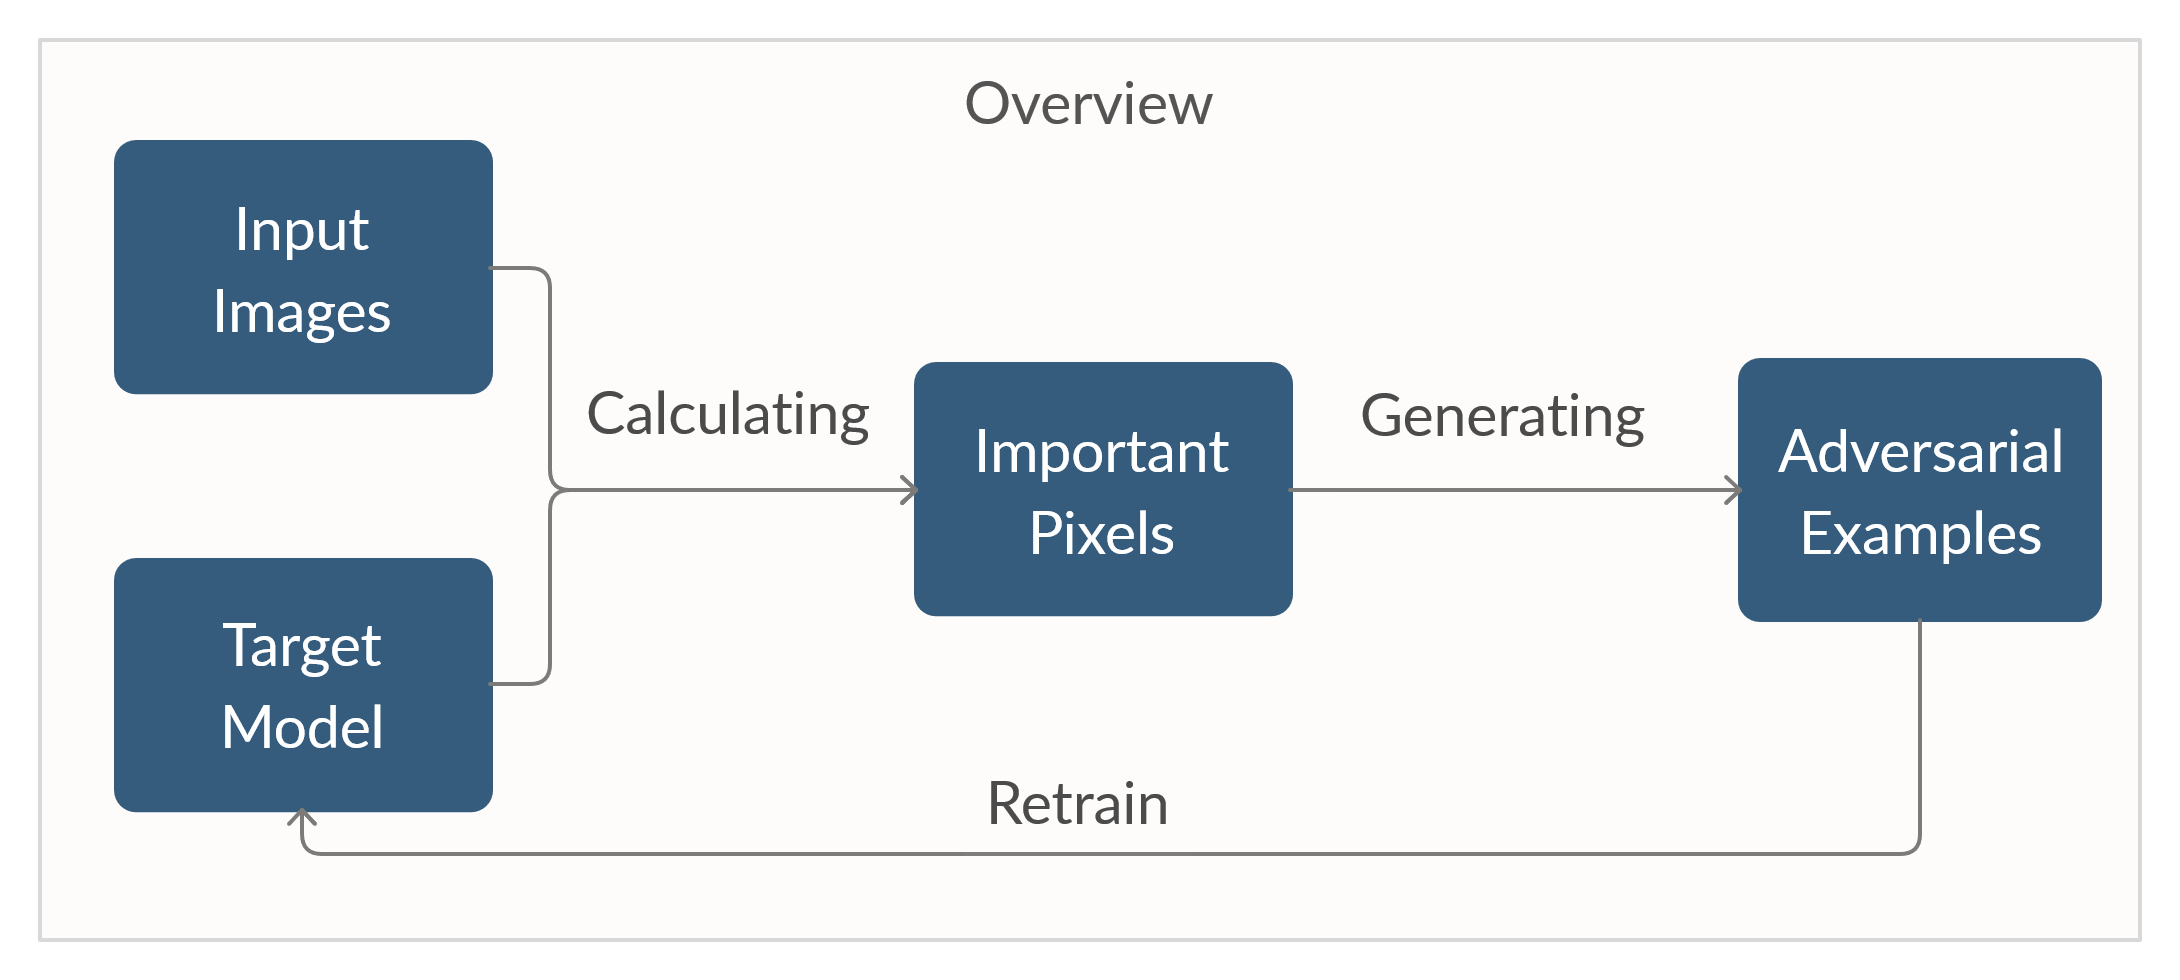 Overview
Input
Images
Calculating
Important
Pixels
Generating
Adversarial
Examples
Target
Model
Retrain